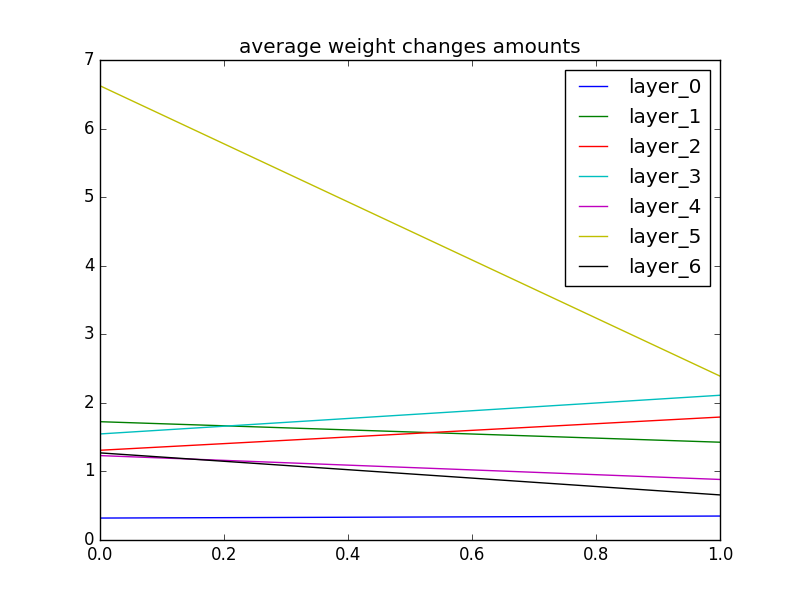 average weight changes amounts
7
6
5
4
3
2
1
0
0.0 0.2 0.4 0.6 0.8 1.0
layer_0
layer_1
layer_2
layer_3
layer_4
layer_5
layer_6